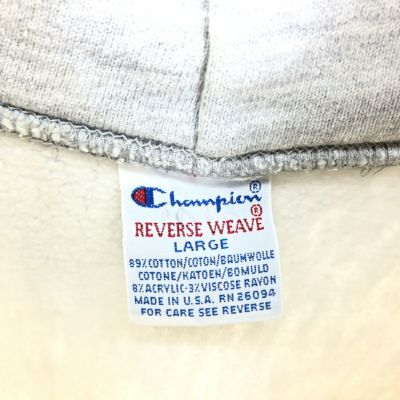 Champion®
REVERSE WEAVE®
LARGE
89% COTTON/COTON/BAUMWOLLE
COTONE/KATOEN/BOMULD
8% ACRYLIC·3% VISCOSE RAYON
MADE IN U.S.A. RN 26094
FOR CARE SEE REVERSE